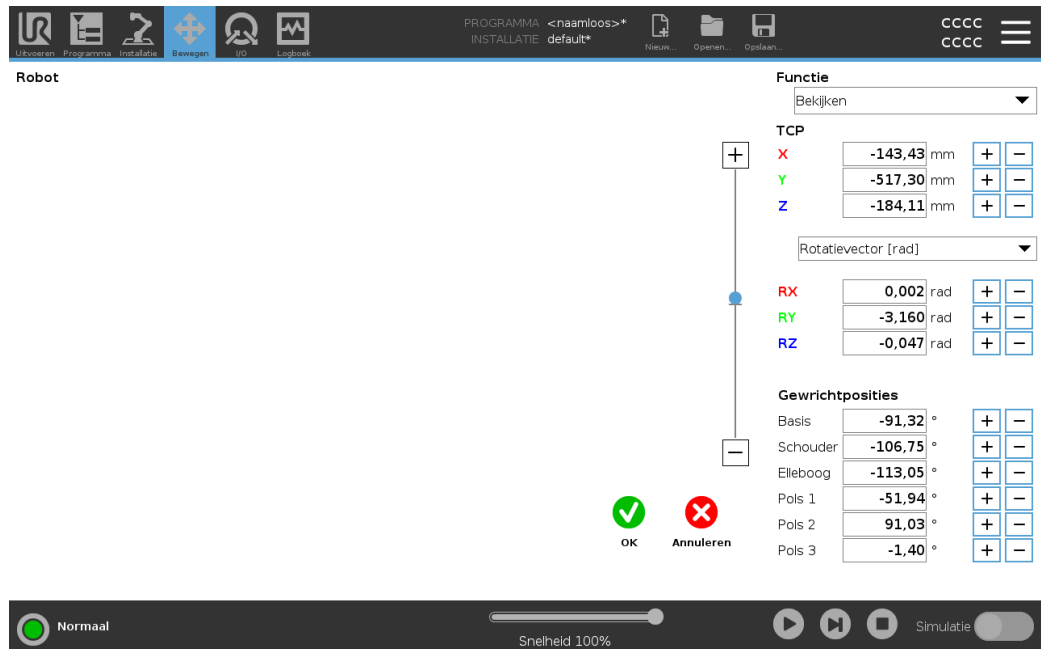 PROGRAMMA <naamloos>*
INSTALLATIE default*
CCCC
CCCC
Uitvoeren Programma Installatie Bewegen I/O Logboek Nieuw... Openen... Opslaan...
Robot
Functie
Bekijken
TCP
X -143,43 mm + −
Y -517,30 mm + −
Z -184,11 mm + −
Rotatievector [rad]
RX 0,002 rad + −
RY -3,160 rad + −
RZ -0,047 rad + −
Gewrichtposities
Basis -91,32 ° + −
Schouder -106,75 ° + −
Elleboog -113,05 ° + −
Pols 1 -51,94 ° + −
Pols 2 91,03 ° + −
Pols 3 -1,40 ° + −
OK Annuleren
Normaal
Snelheid 100%
Simulatie